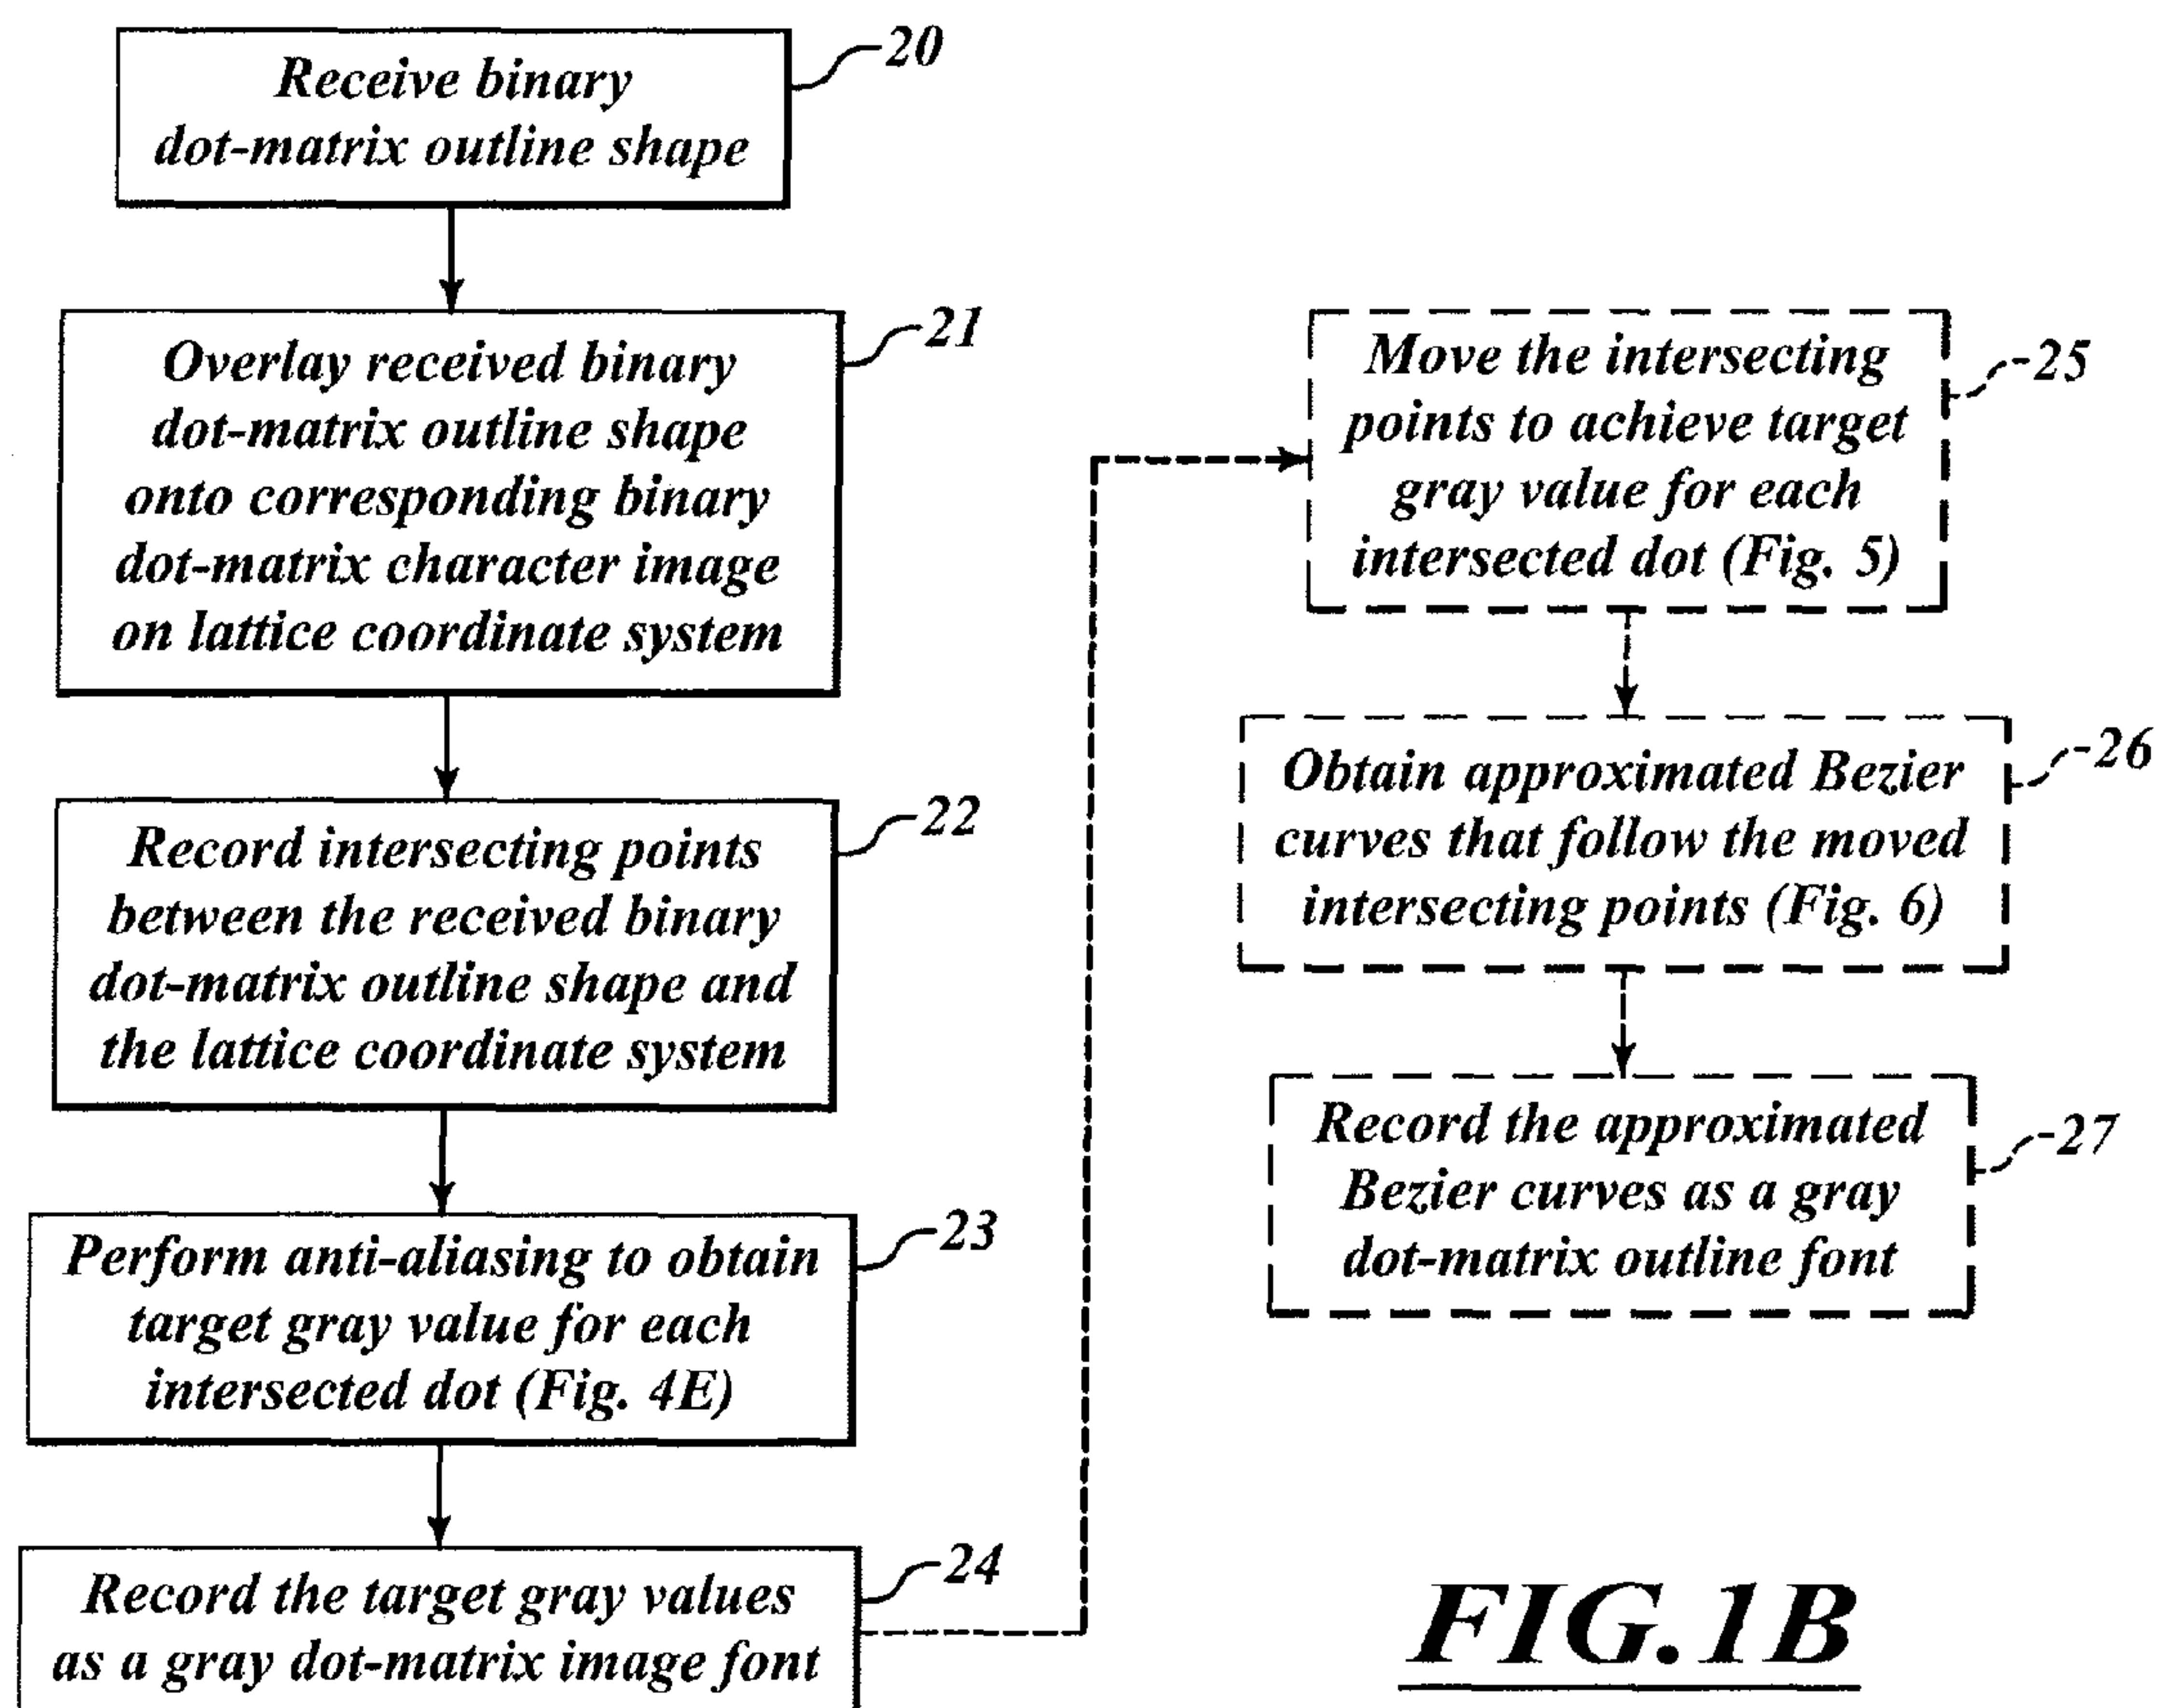 Receive binary
dot-matrix outline shape
20
Overlay received binary
dot-matrix outline shape
onto corresponding binary
dot-matrix character image
on lattice coordinate system
21
Record intersecting points
between the received binary
dot-matrix outline shape and
the lattice coordinate system
22
Perform anti-aliasing to obtain
target gray value for each
intersected dot (Fig. 4E)
23
Record the target gray values
as a gray dot-matrix image font
24
Move the intersecting
points to achieve target
gray value for each
intersected dot (Fig. 5)
25
Obtain approximated Bezier
curves that follow the moved
intersecting points (Fig. 6)
26
Record the approximated
Bezier curves as a gray
dot-matrix outline font
27
FIG.1B